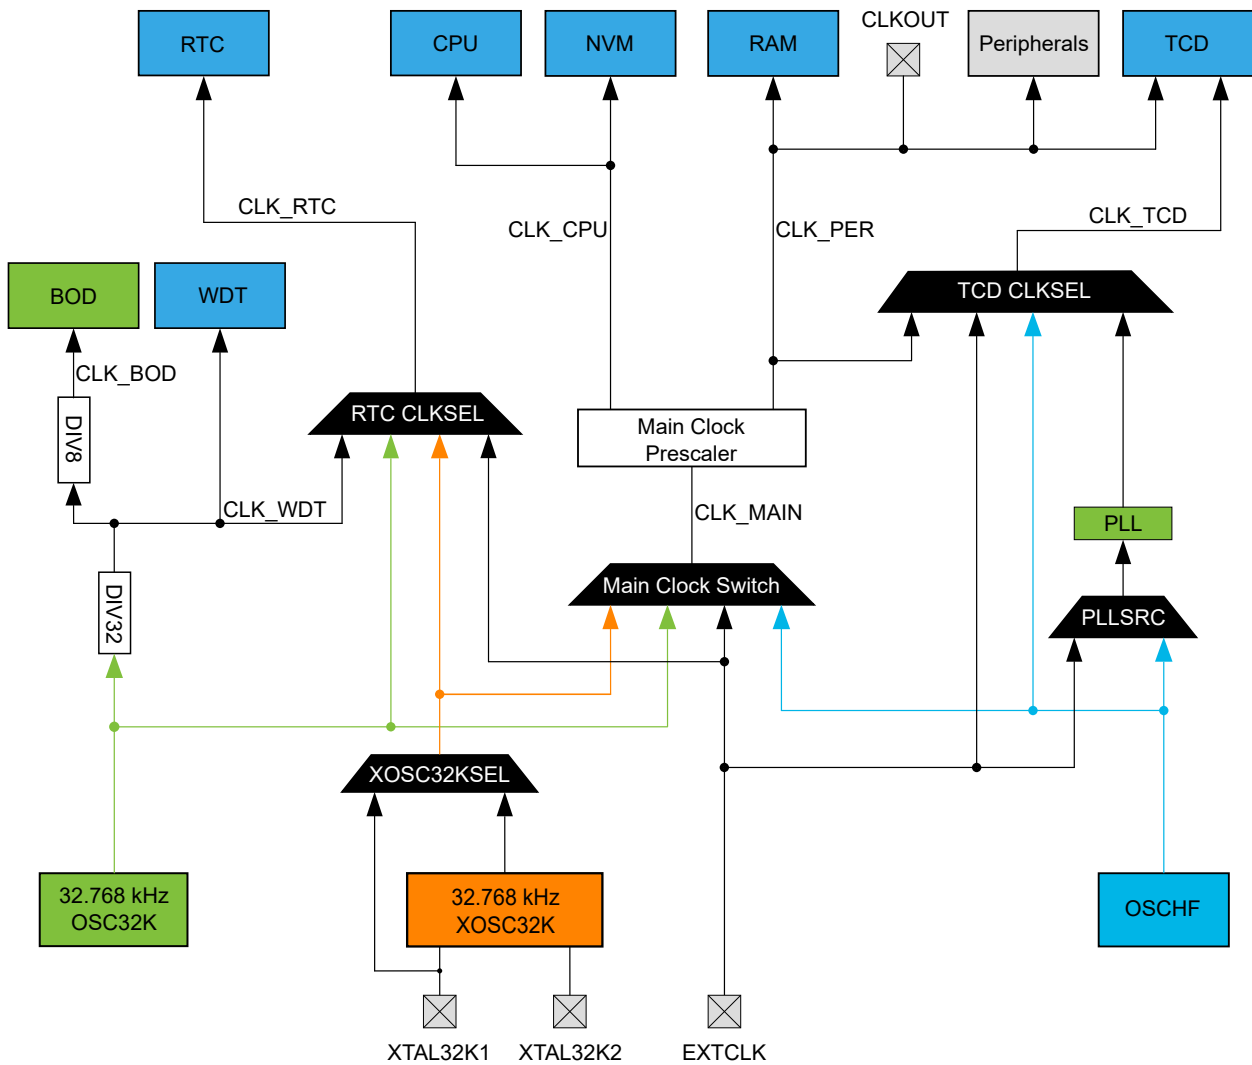 CLKOUT
RTC
CPU
NVM
RAM
Peripherals
TCD
CLK_RTC
CLK_CPU
CLK_PER
CLK_TCD
BOD
WDT
TCD CLKSEL
CLK_BOD
RTC CLKSEL
DIV8
Main Clock
Prescaler
CLK_WDT
CLK_MAIN
PLL
DIV32
Main Clock Switch
PLLSRC
XOSC32KSEL
32.768 kHz
OSC32K
32.768 kHz
XOSC32K
OSCHF
XTAL32K1
XTAL32K2
EXTCLK